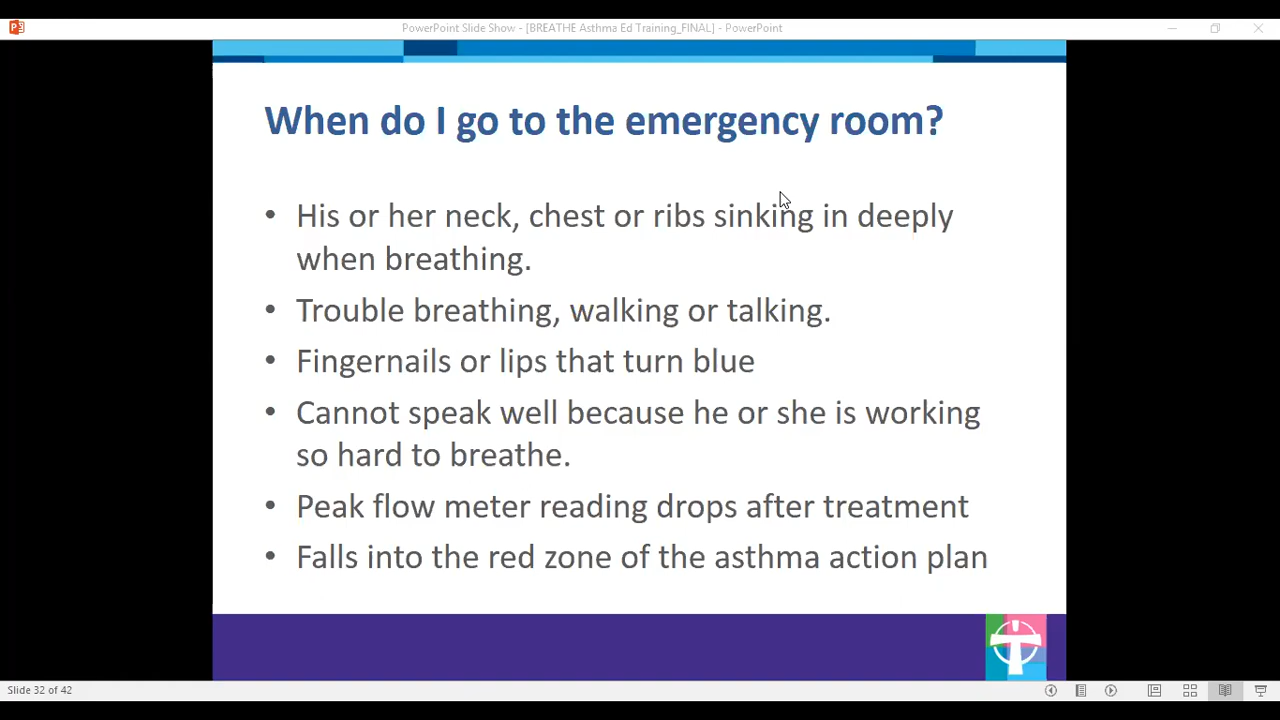 PowerPoint Slide Show - [BREATHE Asthma Ed Training_FINAL] - PowerPoint
When do I go to the emergency room?
• His or her neck, chest or ribs sinking in deeply
when breathing.
• Trouble breathing, walking or talking.
• Fingernails or lips that turn blue
• Cannot speak well because he or she is working
so hard to breathe.
• Peak flow meter reading drops after treatment
• Falls into the red zone of the asthma action plan
Slide 32 of 42